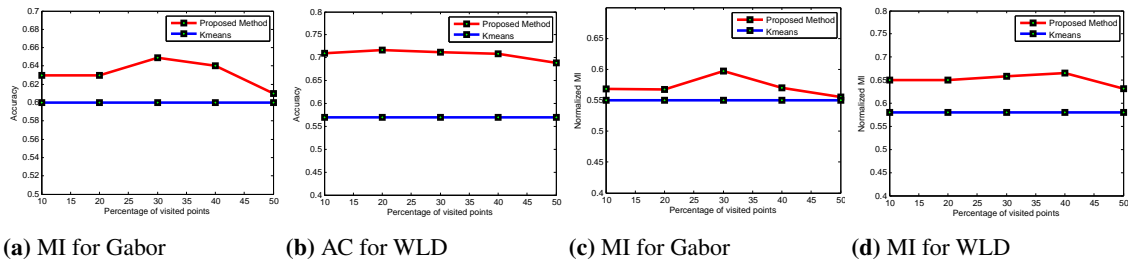 0.7
0.68
0.66
0.64
0.62
0.6
0.58
0.56
0.54
0.52
0.5
Accuracy
10 15 20 25 30 35 40 45 50
Percentage of visited points
Proposed Method
Kmeans
(a) MI for Gabor
0.8
0.75
0.7
0.65
0.6
0.55
0.5
0.45
0.4
Accuracy
10 15 20 25 30 35 40 45 50
Percentage of visited points
Proposed Method
Kmeans
(b) AC for WLD
0.65
0.6
0.55
0.5
0.45
0.4
Normalized MI
10 15 20 25 30 35 40 45 50
Percentage of visited points
Proposed Method
Kmeans
(c) MI for Gabor
0.8
0.75
0.7
0.65
0.6
0.55
0.5
0.45
0.4
Normalized MI
10 15 20 25 30 35 40 45 50
Percentage of visited points
Proposed Method
Kmeans
(d) MI for WLD